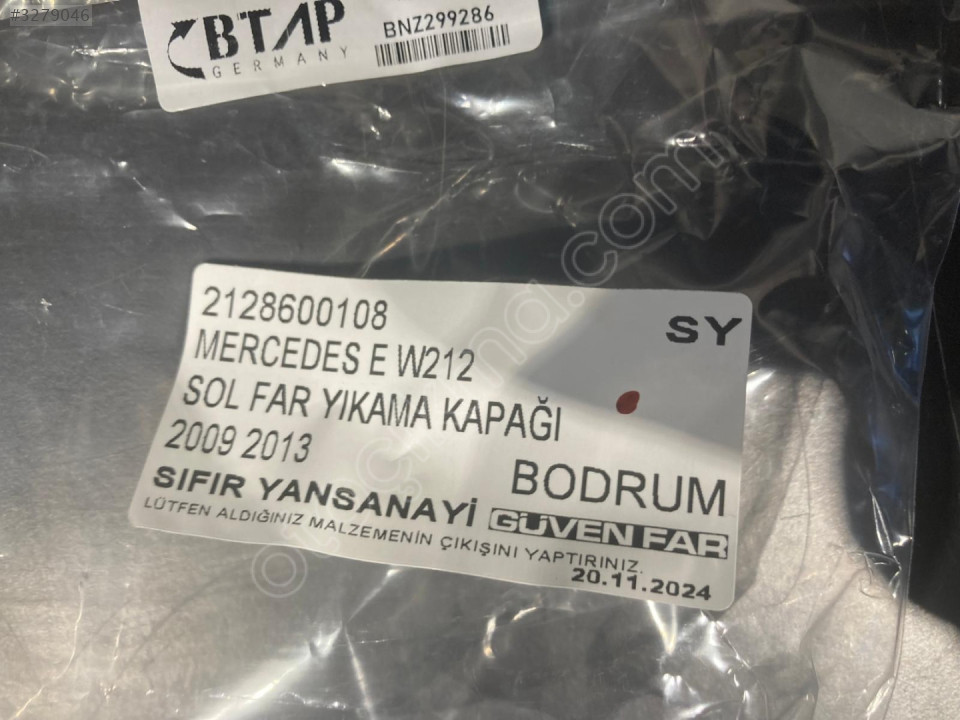 #3279046
BTAP
GERMANY
BNZ299286
2128600108
SY
MERCEDES E W212
SOL FAR YIKAMA KAPAĞI
2009 2013
BODRUM
SIFIR YANSANAYİ
GÜVEN FAR
LÜTFEN ALDIĞINIZ MALZEMENİN ÇIKIŞINI YAPTIRINIZ.
20.11.2024